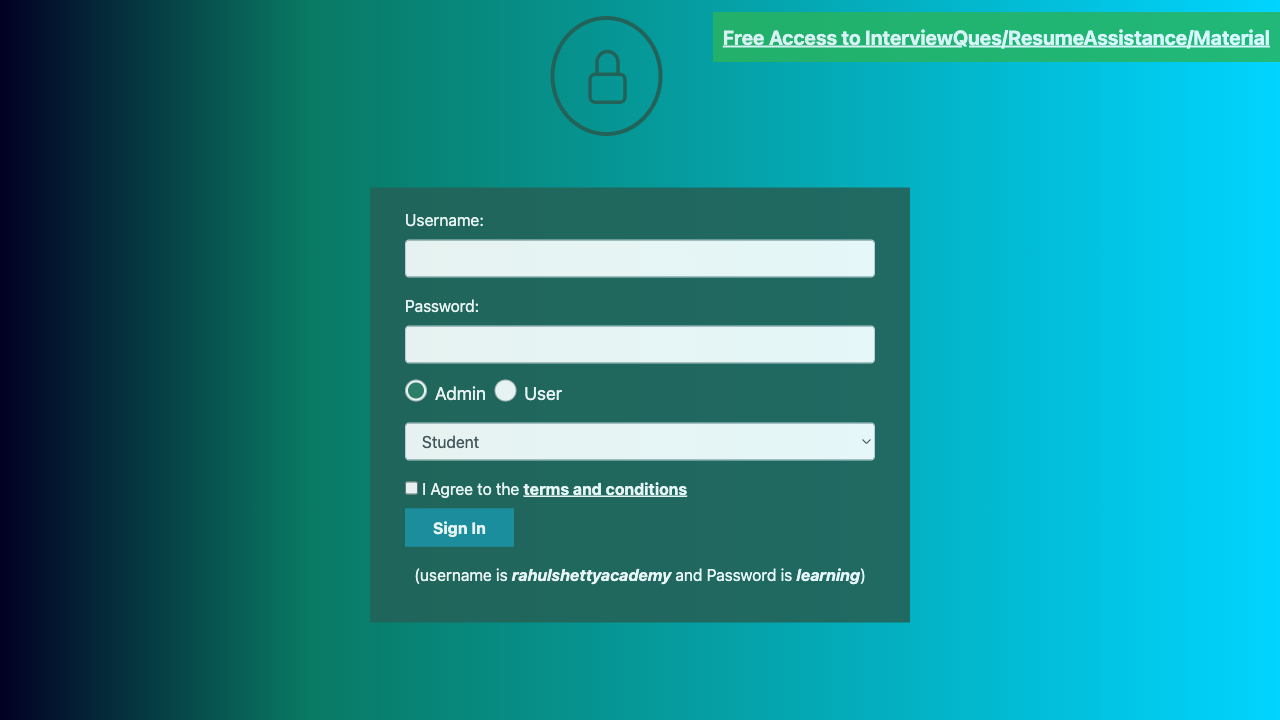 Free Access to InterviewQues/ResumeAssistance/Material
Username:
Password:
Admin User
Student
I Agree to the terms and conditions
Sign In
(username is rahulshettyacademy and Password is learning)